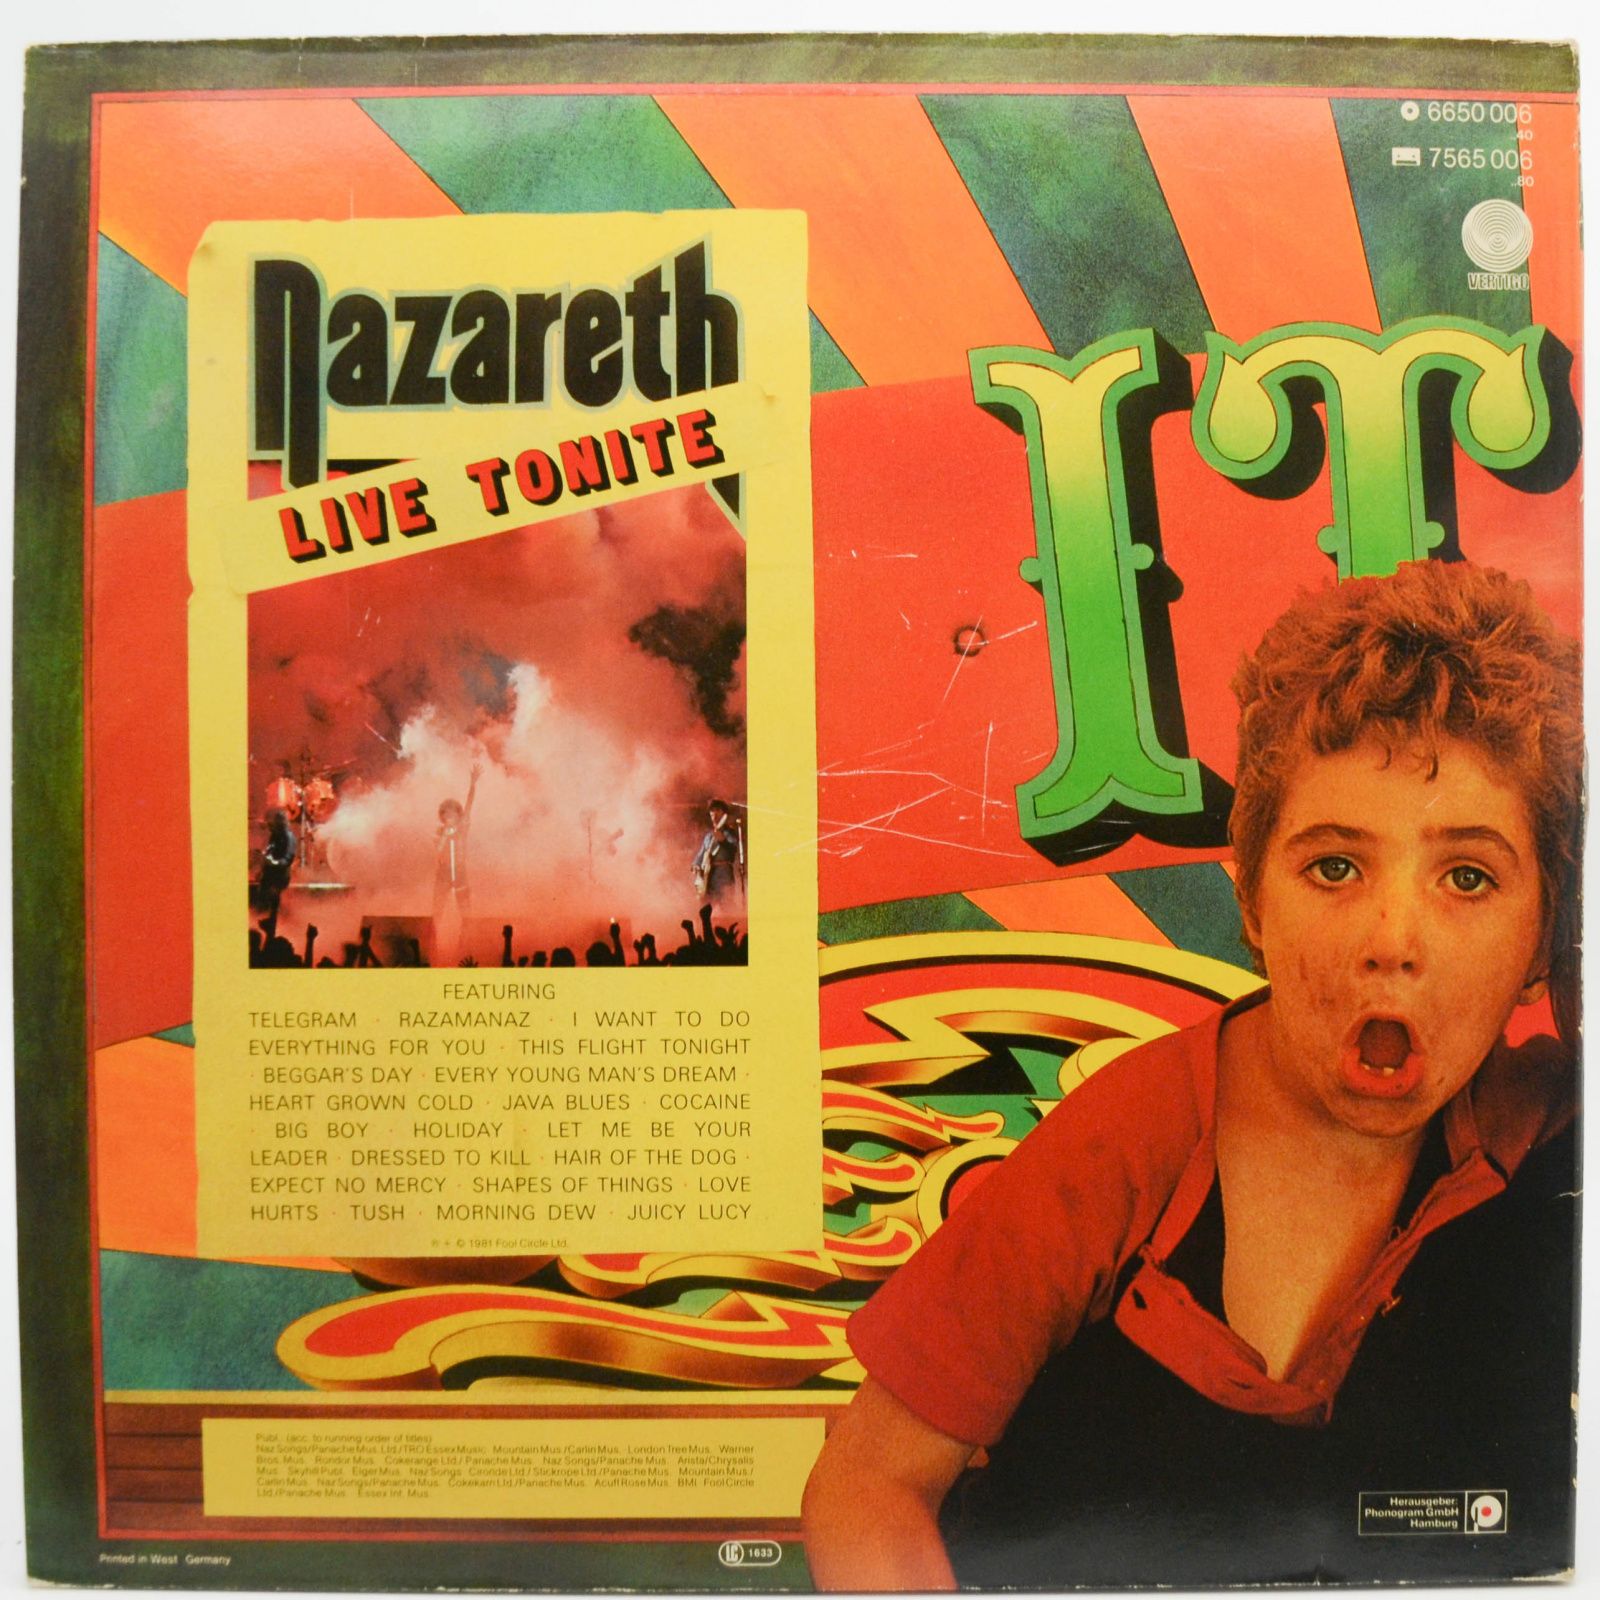 6650 006
..40
7565 006
..80
VERTIGO
Nazareth
LIVE TONITE
IT
FEATURING
TELEGRAM · RAZAMANAZ · I WANT TO DO
EVERYTHING FOR YOU · THIS FLIGHT TONIGHT
· BEGGAR'S DAY · EVERY YOUNG MAN'S DREAM ·
HEART GROWN COLD · JAVA BLUES · COCAINE
· BIG BOY · HOLIDAY · LET ME BE YOUR
LEADER · DRESSED TO KILL · HAIR OF THE DOG ·
EXPECT NO MERCY · SHAPES OF THINGS · LOVE
HURTS · TUSH · MORNING DEW · JUICY LUCY
℗ + © 1981 Fool Circle Ltd.
Publ. (acc. to running order of titles)
Naz Songs/Panache Mus. Ltd./TRO Essex Music. Mountain Mus./Carlin Mus. London Tree Mus. Warner
Bros. Mus. Rondor Mus. Cokerange Ltd./Panache Mus. Naz Songs/Panache Mus. Arista/Chrysalis
Mus. Skyhill Publ. Elger Mus. Naz Songs Cironde Ltd./Stickrope Ltd./Panache Mus. Mountain Mus./
Carlin Mus. Naz Songs/Panache Mus. Cokekam Ltd./Panache Mus. Acuff Rose Mus. BMI. Fool Circle
Ltd./Panache Mus. Essex Int. Mus.
Herausgeber:
Phonogram GmbH
Hamburg
Printed in West Germany
LC 1633